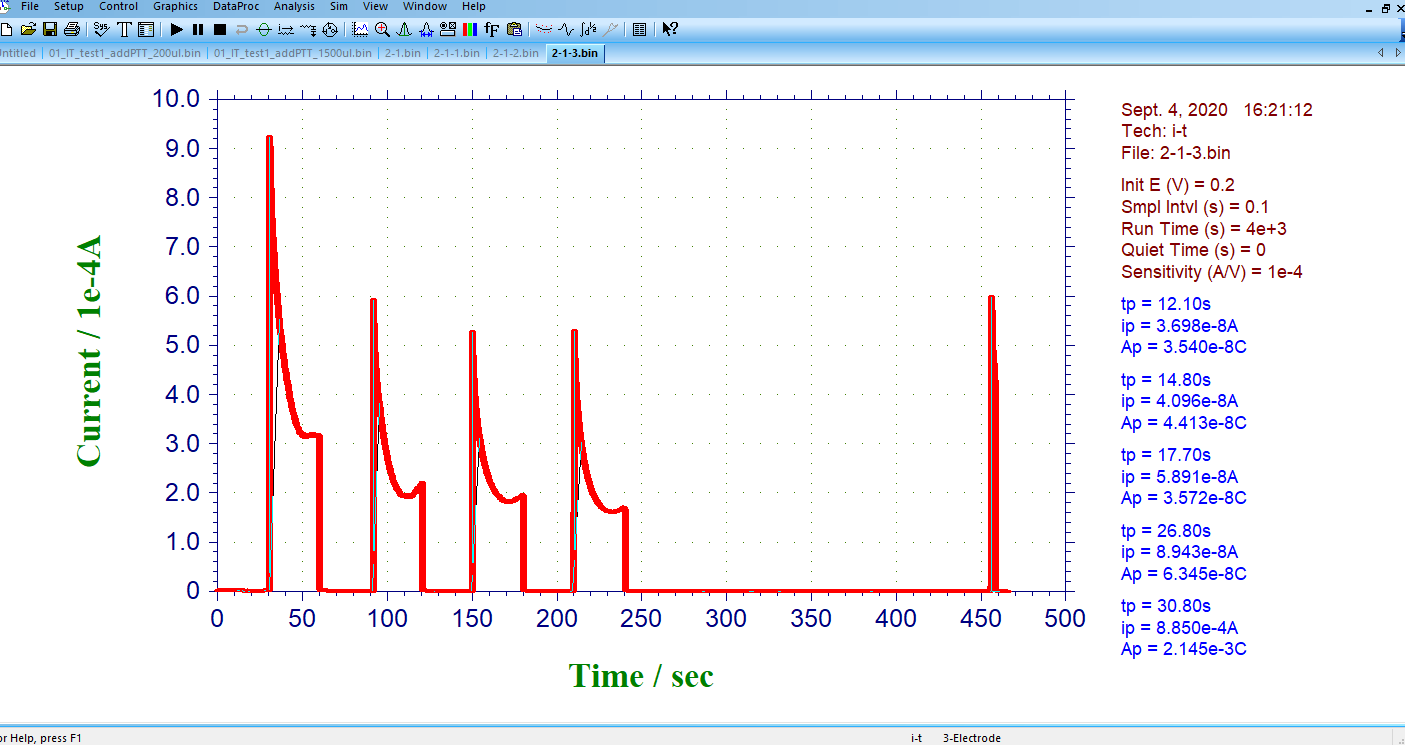 File Setup Control Graphics DataProc Analysis Sim View Window Help
01_IT_test1_addPTT_200ul.bin 01_IT_test1_addPTT_1500ul.bin 2-1.bin 2-1-1.bin 2-1-2.bin 2-1-3.bin
10.0
9.0
8.0
7.0
6.0
5.0
4.0
3.0
2.0
1.0
0
Current / 1e-4A
0 50 100 150 200 250 300 350 400 450 500
Time / sec
Sept. 4, 2020 16:21:12
Tech: i-t
File: 2-1-3.bin
Init E (V) = 0.2
Smpl Intvl (s) = 0.1
Run Time (s) = 4e+3
Quiet Time (s) = 0
Sensitivity (A/V) = 1e-4
tp = 12.10s
ip = 3.698e-8A
Ap = 3.540e-8C
tp = 14.80s
ip = 4.096e-8A
Ap = 4.413e-8C
tp = 17.70s
ip = 5.891e-8A
Ap = 3.572e-8C
tp = 26.80s
ip = 8.943e-8A
Ap = 6.345e-8C
tp = 30.80s
ip = 8.850e-4A
Ap = 2.145e-3C
or Help, press F1
i-t 3-Electrode